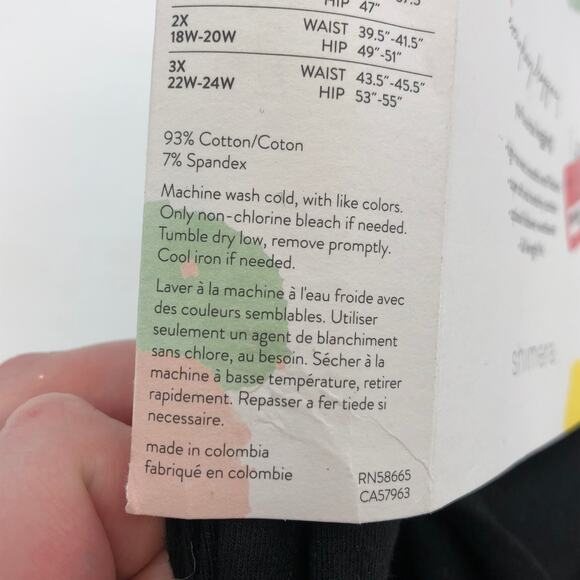 HIP 47"
2X
18W-20W
WAIST 39.5"-41.5"
HIP 49"-51"
3X
22W-24W
WAIST 43.5"-45.5"
HIP 53"-55"
93% Cotton/Coton
7% Spandex
Machine wash cold, with like colors.
Only non-chlorine bleach if needed.
Tumble dry low, remove promptly.
Cool iron if needed.
Laver à la machine à l'eau froide avec
des couleurs semblables. Utiliser
seulement un agent de blanchiment
sans chlore, au besoin. Sécher à la
machine à basse température, retirer
rapidement. Repasser a fer tiede si
necessaire.
made in colombia
fabriqué en colombie
RN58665
CA57963
shimera